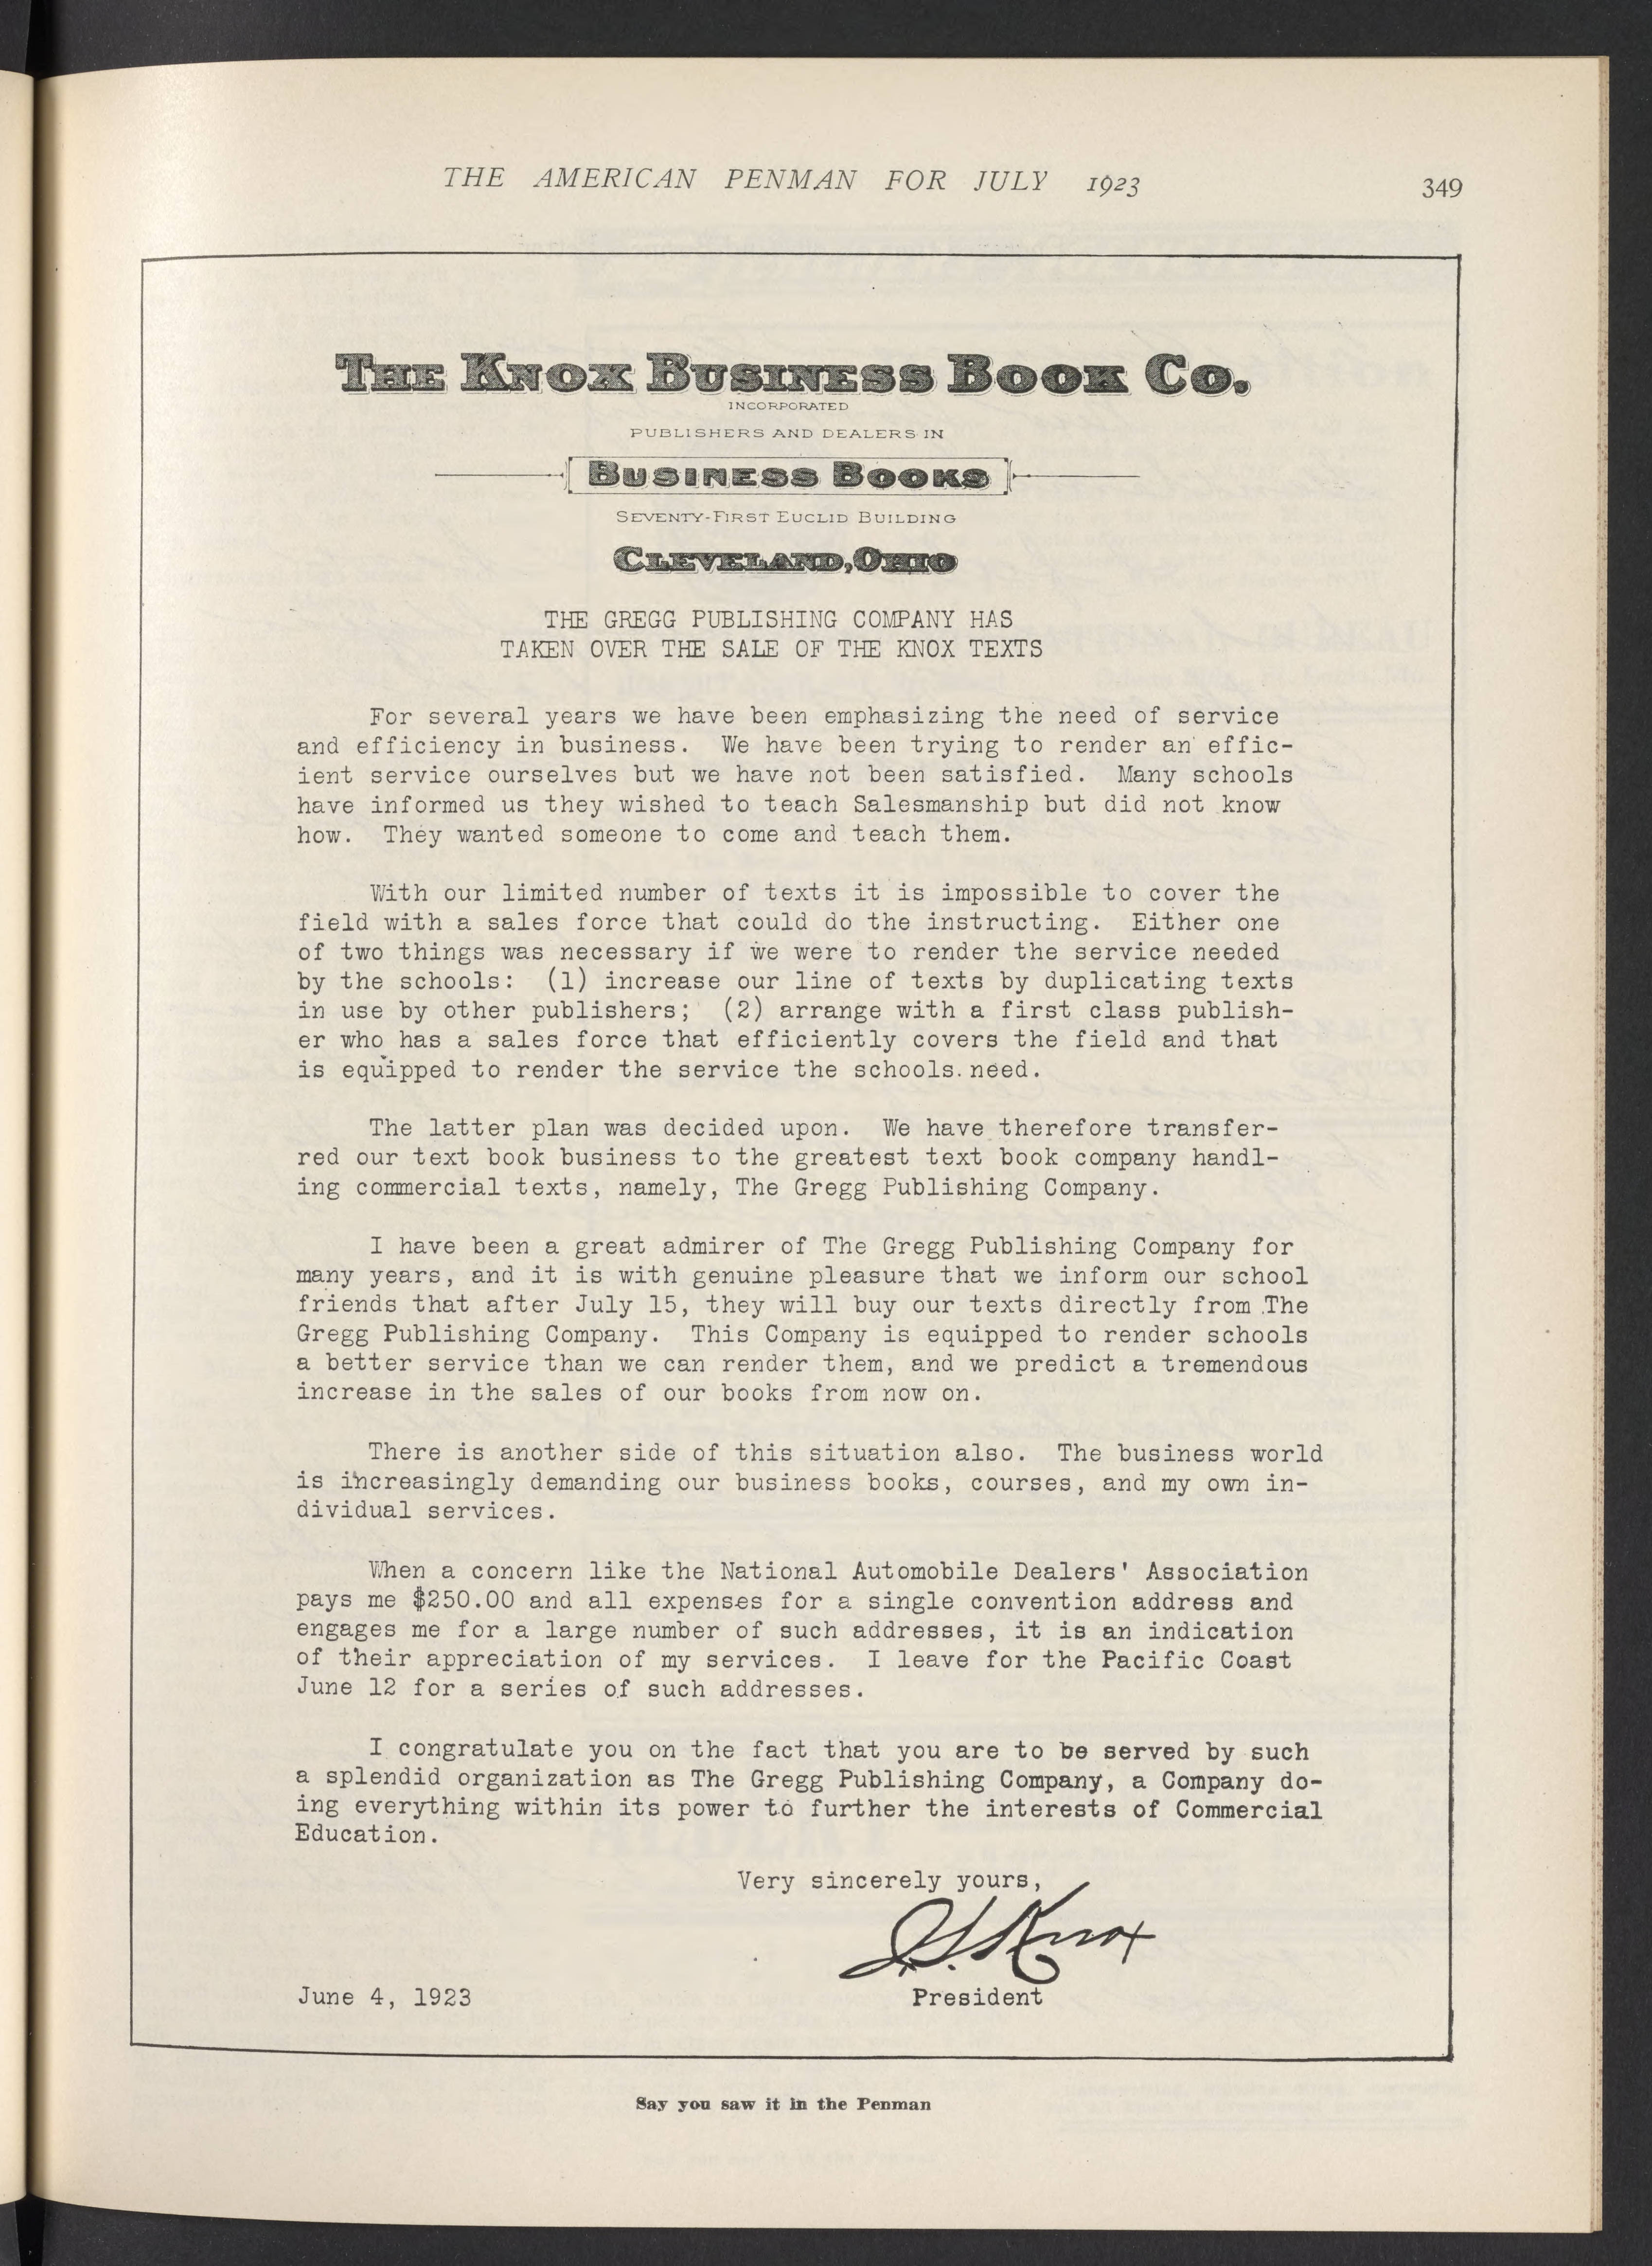 THE AMERICAN PENMAN FOR JULY 1923 349
THE KNOX BUSINESS BOOK CO.
INCORPORATED
PUBLISHERS AND DEALERS IN
BUSINESS BOOKS
SEVENTY-FIRST EUCLID BUILDING
CLEVELAND, OHIO
THE GREGG PUBLISHING COMPANY HAS
TAKEN OVER THE SALE OF THE KNOX TEXTS
For several years we have been emphasizing the need of service
and efficiency in business. We have been trying to render an effic-
ient service ourselves but we have not been satisfied. Many schools
have informed us they wished to teach Salesmanship but did not know
how. They wanted someone to come and teach them.
With our limited number of texts it is impossible to cover the
field with a sales force that could do the instructing. Either one
of two things was necessary if we were to render the service needed
by the schools: (1) increase our line of texts by duplicating texts
in use by other publishers; (2) arrange with a first class publish-
er who has a sales force that efficiently covers the field and that
is equipped to render the service the schools need.
The latter plan was decided upon. We have therefore transfer-
red our text book business to the greatest text book company handl-
ing commercial texts, namely, The Gregg Publishing Company.
I have been a great admirer of The Gregg Publishing Company for
many years, and it is with genuine pleasure that we inform our school
friends that after July 15, they will buy our texts directly from The
Gregg Publishing Company. This Company is equipped to render schools
a better service than we can render them, and we predict a tremendous
increase in the sales of our books from now on.
There is another side of this situation also. The business world
is increasingly demanding our business books, courses, and my own in-
dividual services.
When a concern like the National Automobile Dealers' Association
pays me $250.00 and all expenses for a single convention address and
engages me for a large number of such addresses, it is an indication
of their appreciation of my services. I leave for the Pacific Coast
June 12 for a series of such addresses.
I congratulate you on the fact that you are to be served by such
a splendid organization as The Gregg Publishing Company, a Company do-
ing everything within its power to further the interests of Commercial
Education.
Very sincerely yours,
J.S. Knox
June 4, 1923 President
Say you saw it in the Penman